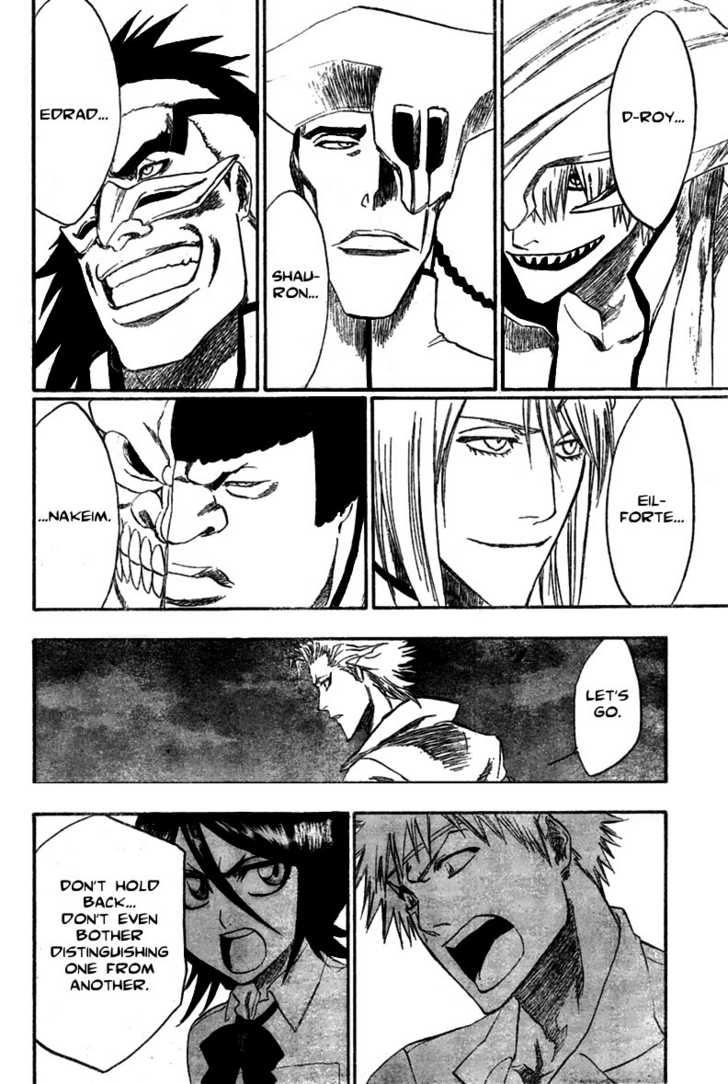 D-ROY...
SHAU-
RON...
EDRAD...
EIL-
FORTE...
...NAKEIM.
LET'S
GO.
DON'T HOLD
BACK...
DON'T EVEN
BOTHER
DISTINGUISHING
ONE FROM
ANOTHER.